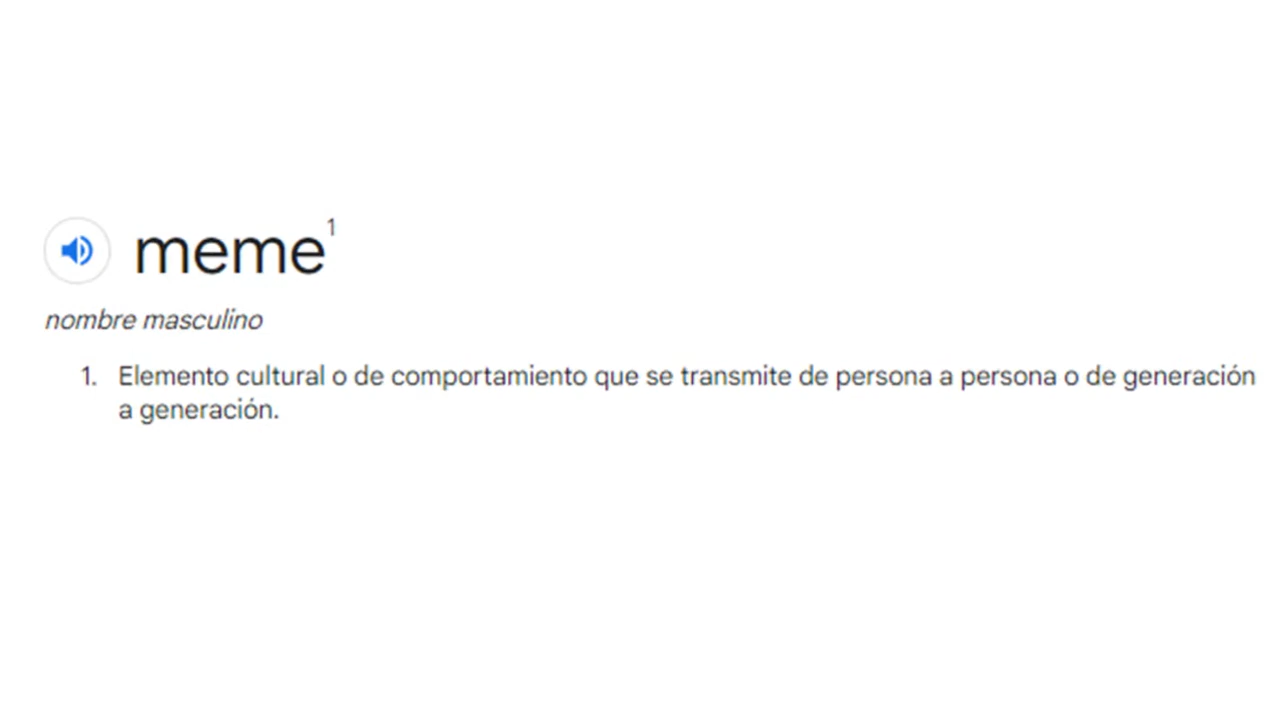 meme¹
nombre masculino
1. Elemento cultural o de comportamiento que se transmite de persona a persona o de generación
a generación.